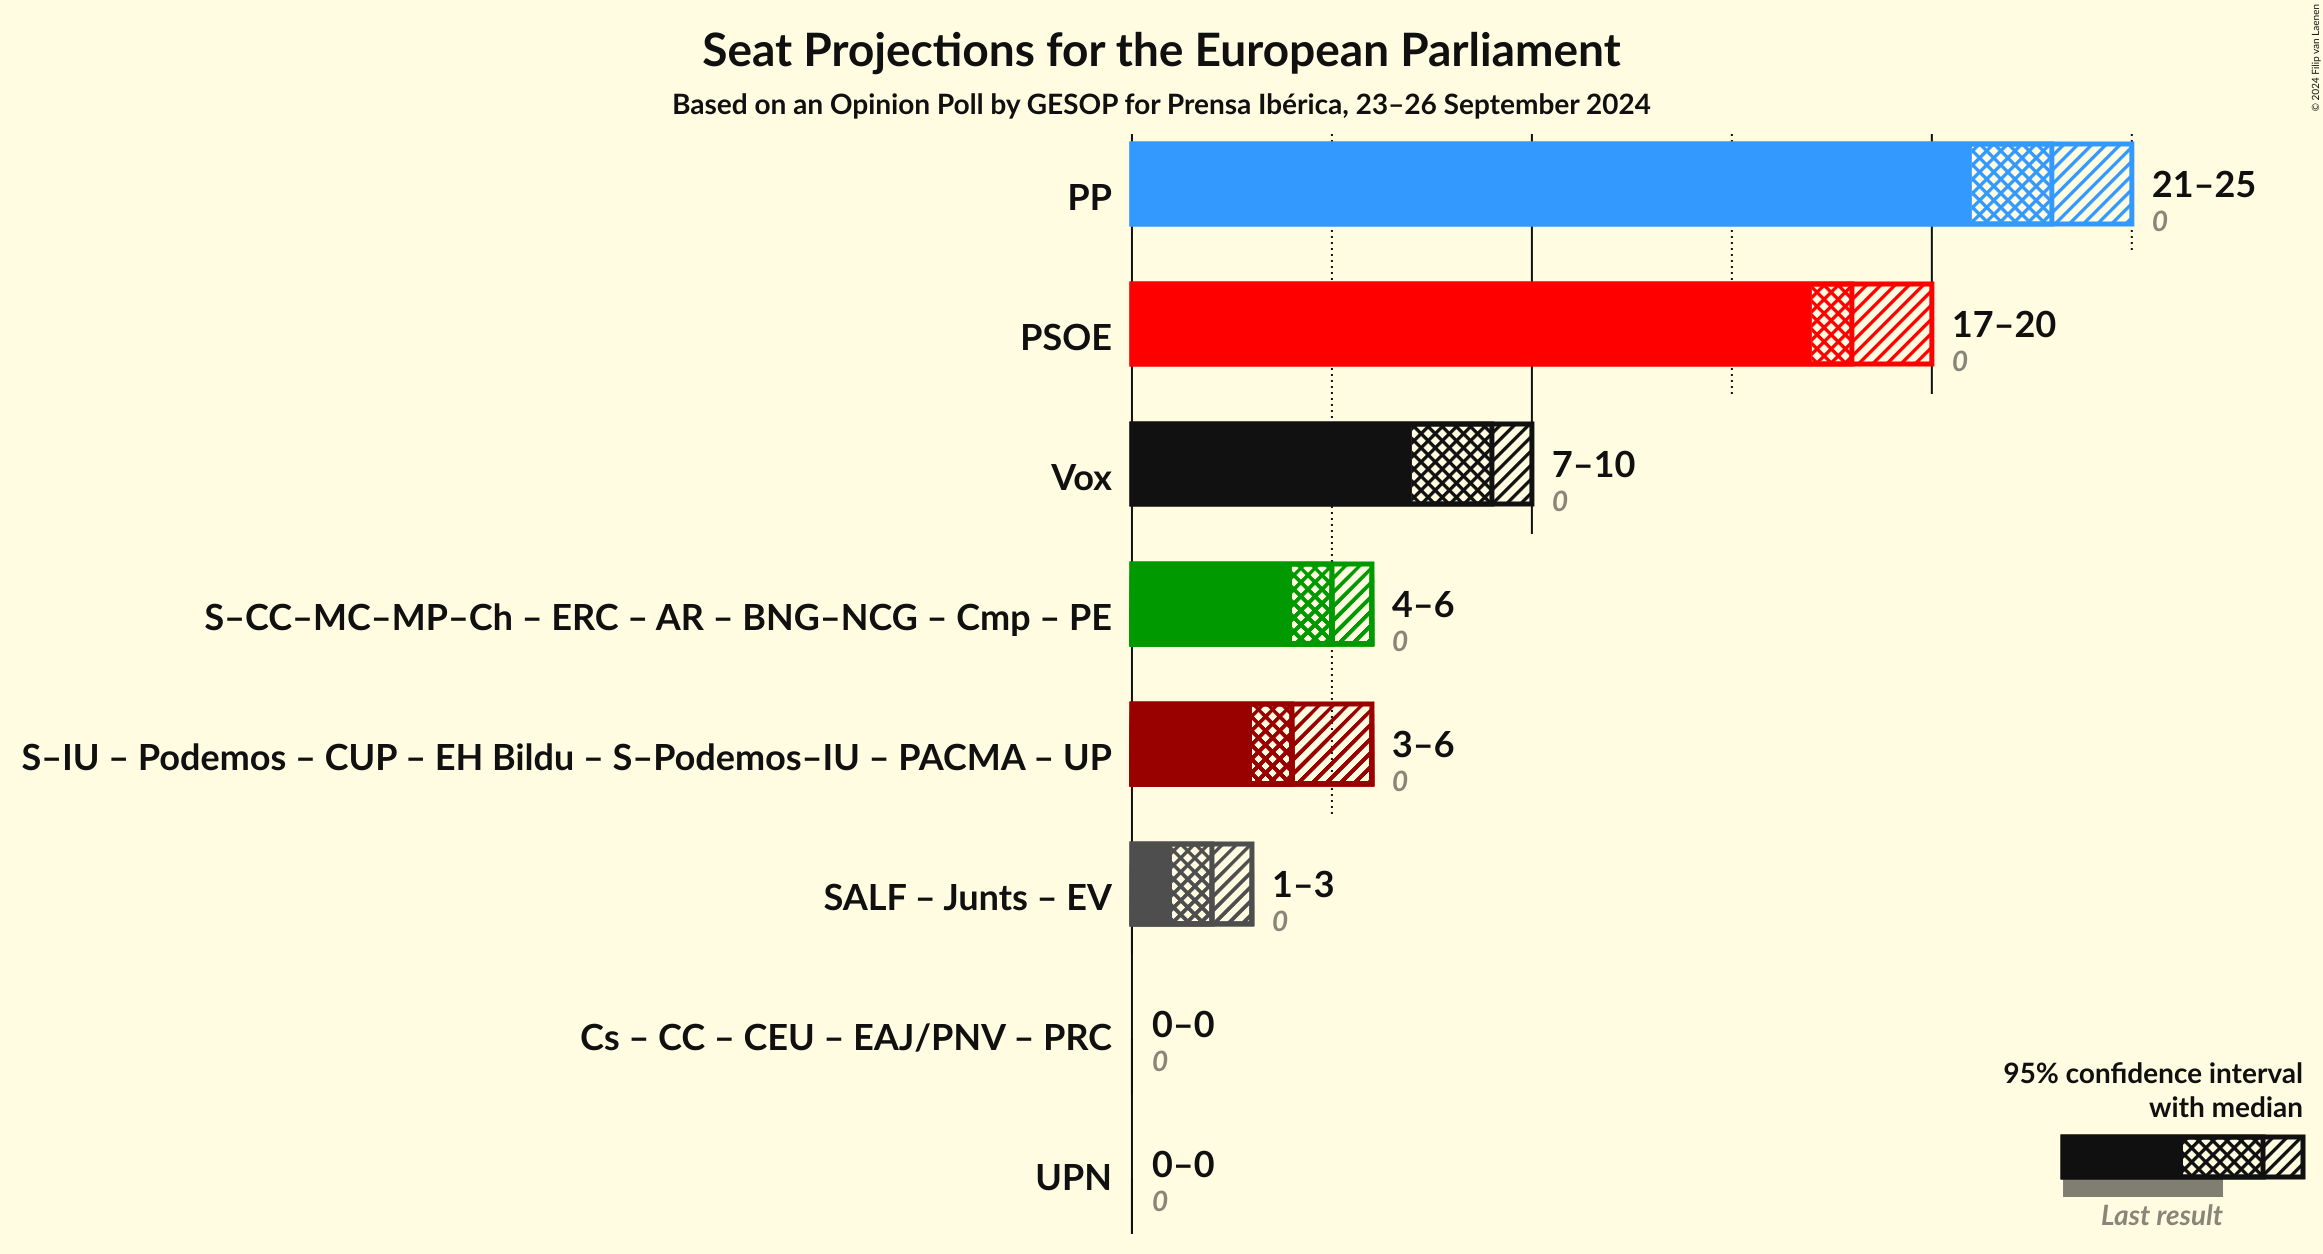 Seat Projections for the European Parliament
Based on an Opinion Poll by GESOP for Prensa Ibérica, 23–26 September 2024
© 2024 Filip van Laenen
PP
21–25
0
PSOE
17–20
0
Vox
7–10
0
S–CC–MC–MP–Ch – ERC – AR – BNG–NCG – Cmp – PE
4–6
0
S–IU – Podemos – CUP – EH Bildu – S–Podemos–IU – PACMA – UP
3–6
0
SALF – Junts – EV
1–3
0
Cs – CC – CEU – EAJ/PNV – PRC
0–0
0
UPN
0–0
0
95% confidence interval
with median
Last result